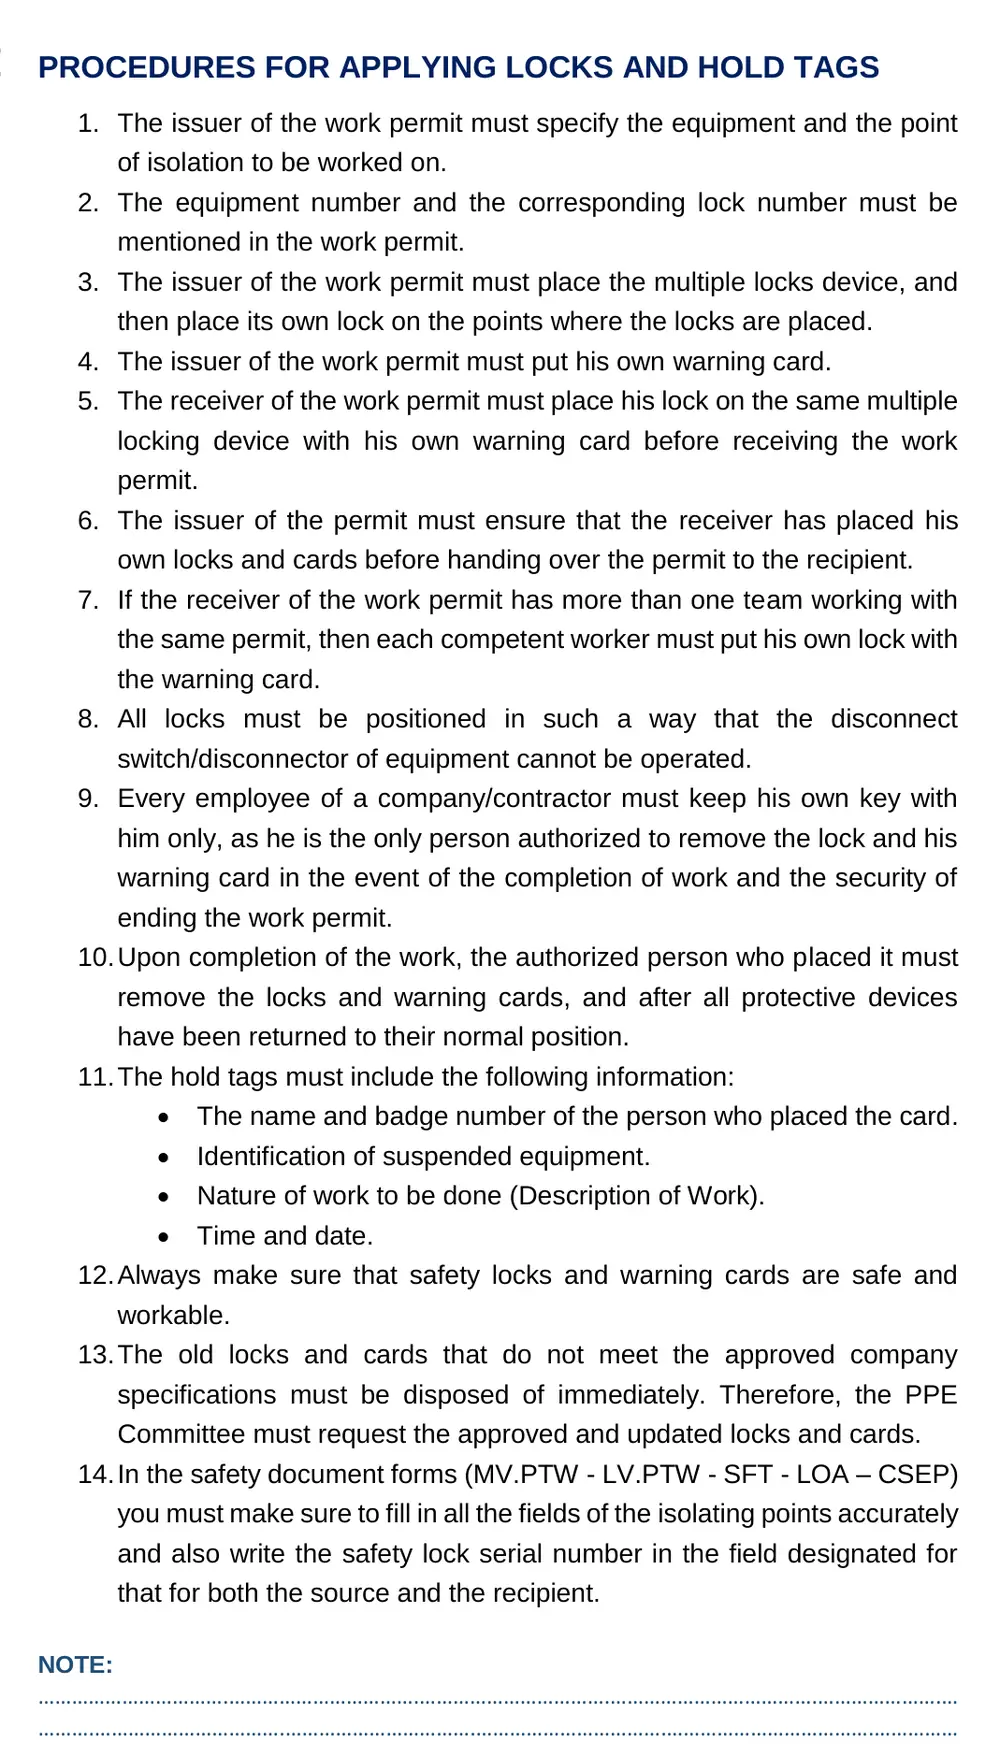 PROCEDURES FOR APPLYING LOCKS AND HOLD TAGS
1. The issuer of the work permit must specify the equipment and the point
of isolation to be worked on.
2. The equipment number and the corresponding lock number must be
mentioned in the work permit.
3. The issuer of the work permit must place the multiple locks device, and
then place its own lock on the points where the locks are placed.
4. The issuer of the work permit must put his own warning card.
5. The receiver of the work permit must place his lock on the same multiple
locking device with his own warning card before receiving the work
permit.
6. The issuer of the permit must ensure that the receiver has placed his
own locks and cards before handing over the permit to the recipient.
7. If the receiver of the work permit has more than one team working with
the same permit, then each competent worker must put his own lock with
the warning card.
8. All locks must be positioned in such a way that the disconnect
switch/disconnector of equipment cannot be operated.
9. Every employee of a company/contractor must keep his own key with
him only, as he is the only person authorized to remove the lock and his
warning card in the event of the completion of work and the security of
ending the work permit.
10. Upon completion of the work, the authorized person who placed it must
remove the locks and warning cards, and after all protective devices
have been returned to their normal position.
11. The hold tags must include the following information:
• The name and badge number of the person who placed the card.
• Identification of suspended equipment.
• Nature of work to be done (Description of Work).
• Time and date.
12. Always make sure that safety locks and warning cards are safe and
workable.
13. The old locks and cards that do not meet the approved company
specifications must be disposed of immediately. Therefore, the PPE
Committee must request the approved and updated locks and cards.
14. In the safety document forms (MV.PTW - LV.PTW - SFT - LOA – CSEP)
you must make sure to fill in all the fields of the isolating points accurately
and also write the safety lock serial number in the field designated for
that for both the source and the recipient.
NOTE: